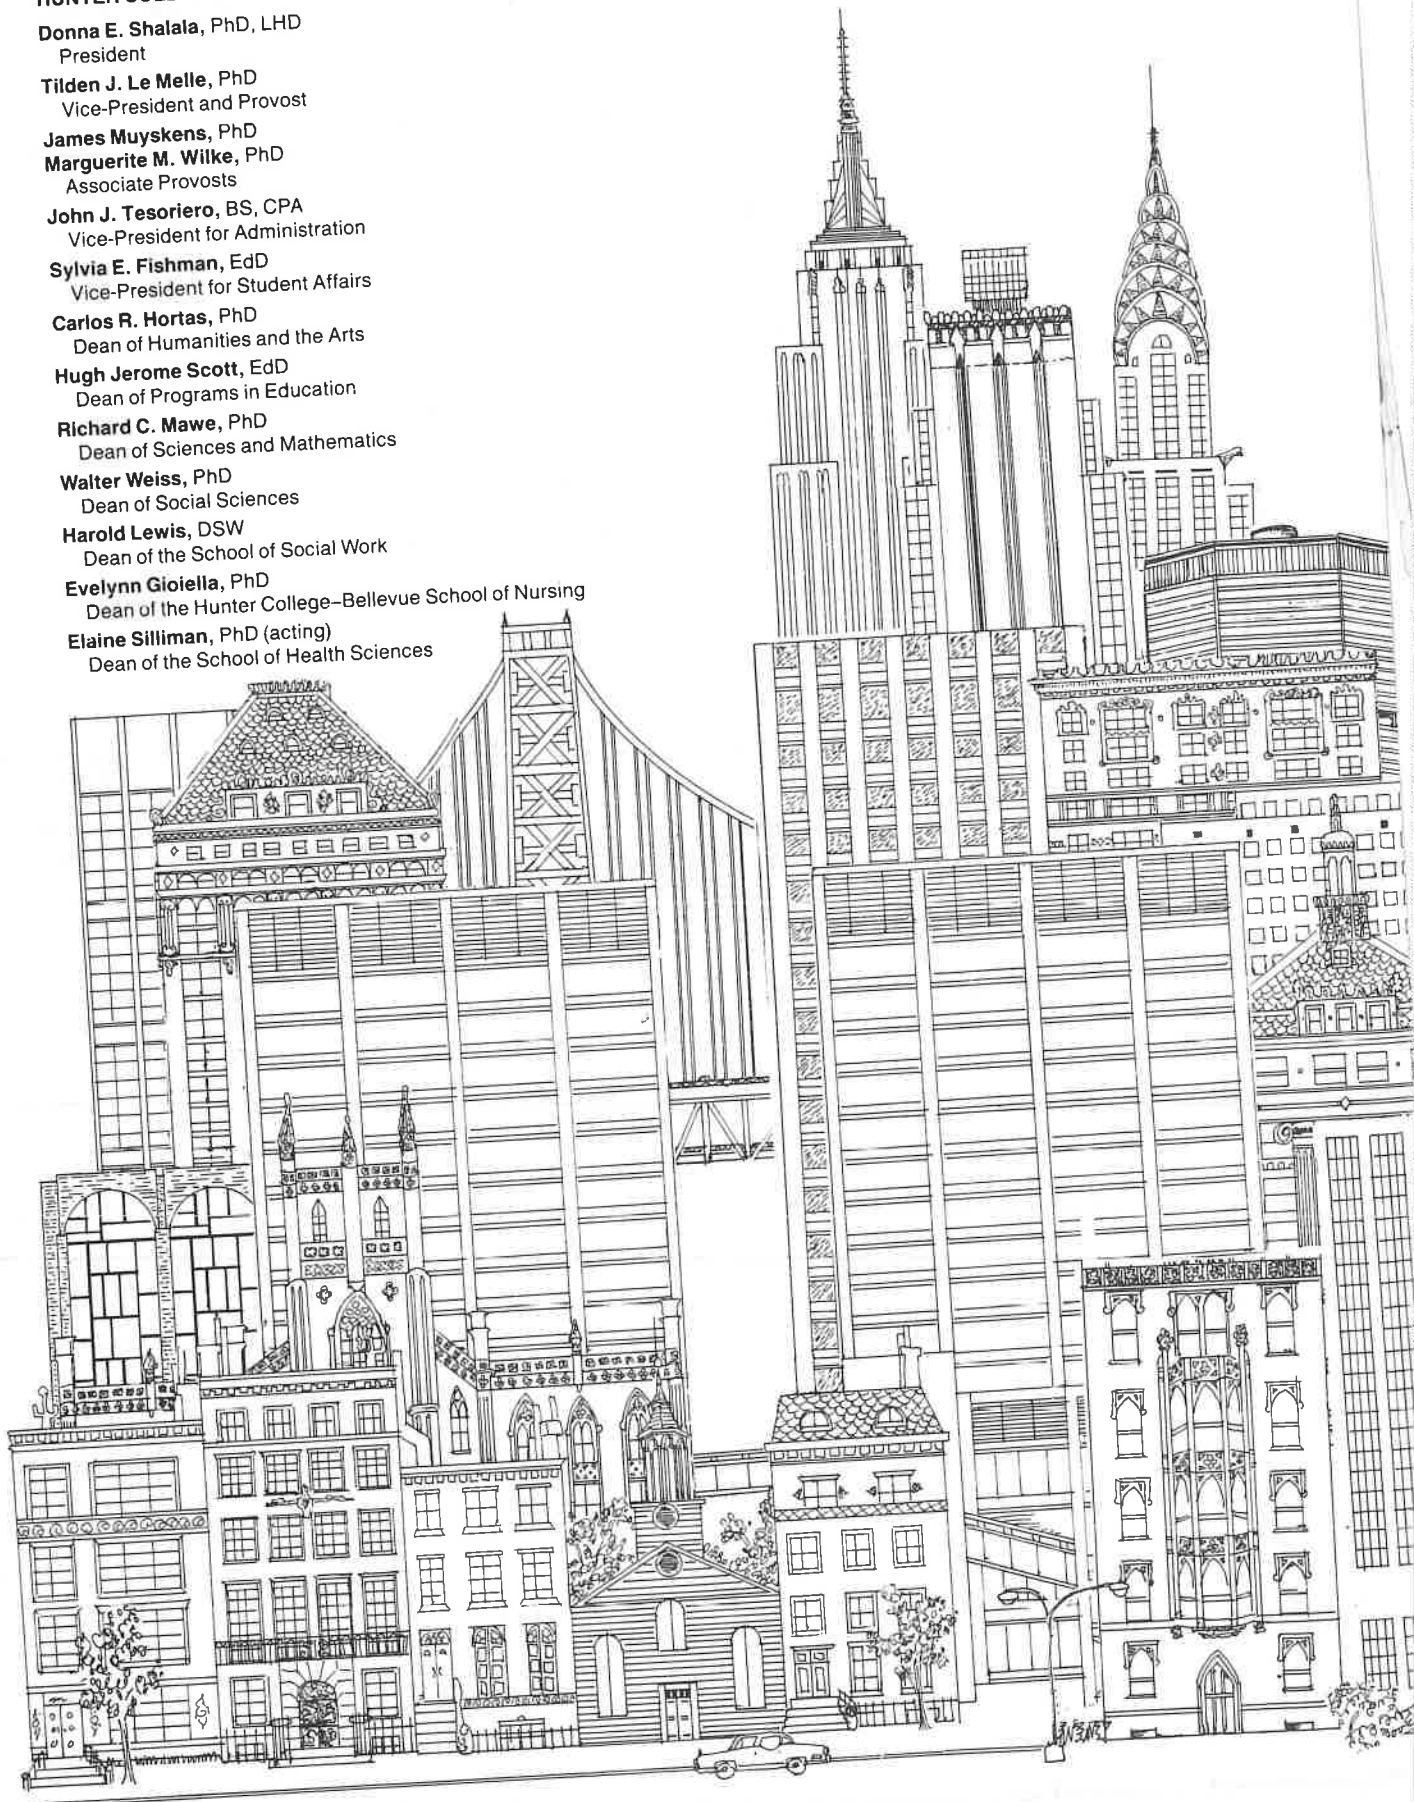 Donna E. Shalala, PhD, LHD
President
Tilden J. Le Melle, PhD
Vice-President and Provost
James Muyskens, PhD
Marguerite M. Wilke, PhD
Associate Provosts
John J. Tesoriero, BS, CPA
Vice-President for Administration
Sylvia E. Fishman, EdD
Vice-President for Student Affairs
Carlos R. Hortas, PhD
Dean of Humanities and the Arts
Hugh Jerome Scott, EdD
Dean of Programs in Education
Richard C. Mawe, PhD
Dean of Sciences and Mathematics
Walter Weiss, PhD
Dean of Social Sciences
Harold Lewis, DSW
Dean of the School of Social Work
Evelynn Gioiella, PhD
Dean of the Hunter College–Bellevue School of Nursing
Elaine Silliman, PhD (acting)
Dean of the School of Health Sciences